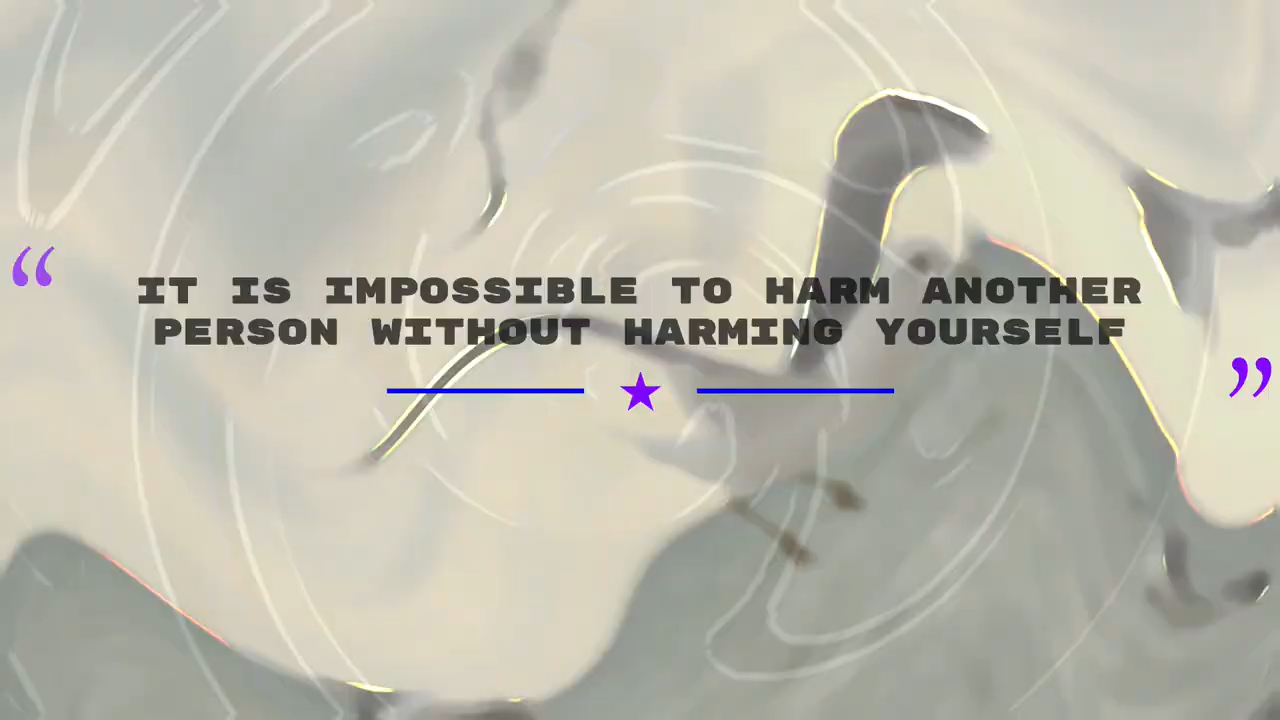 “
IT IS IMPOSSIBLE TO HARM ANOTHER
PERSON WITHOUT HARMING YOURSELF
”